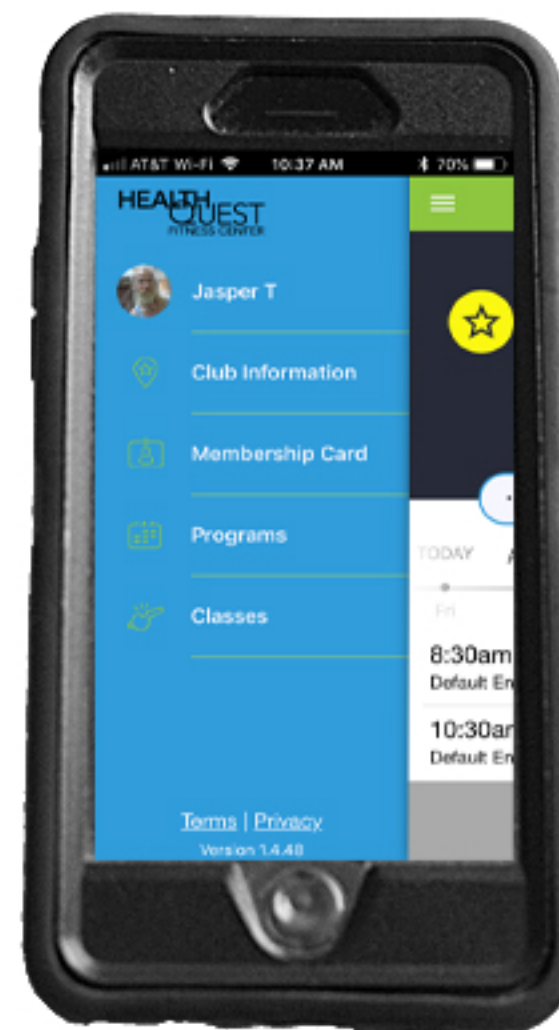 AT&T Wi-Fi 10:37 AM 70%
HEALTH
QUEST
FITNESS CENTER
Jasper T
Club Information
Membership Card
Programs
Classes
Terms | Privacy
Version 1.4.48
TODAY A
Fri
8:30am
Default En
10:30am
Default En